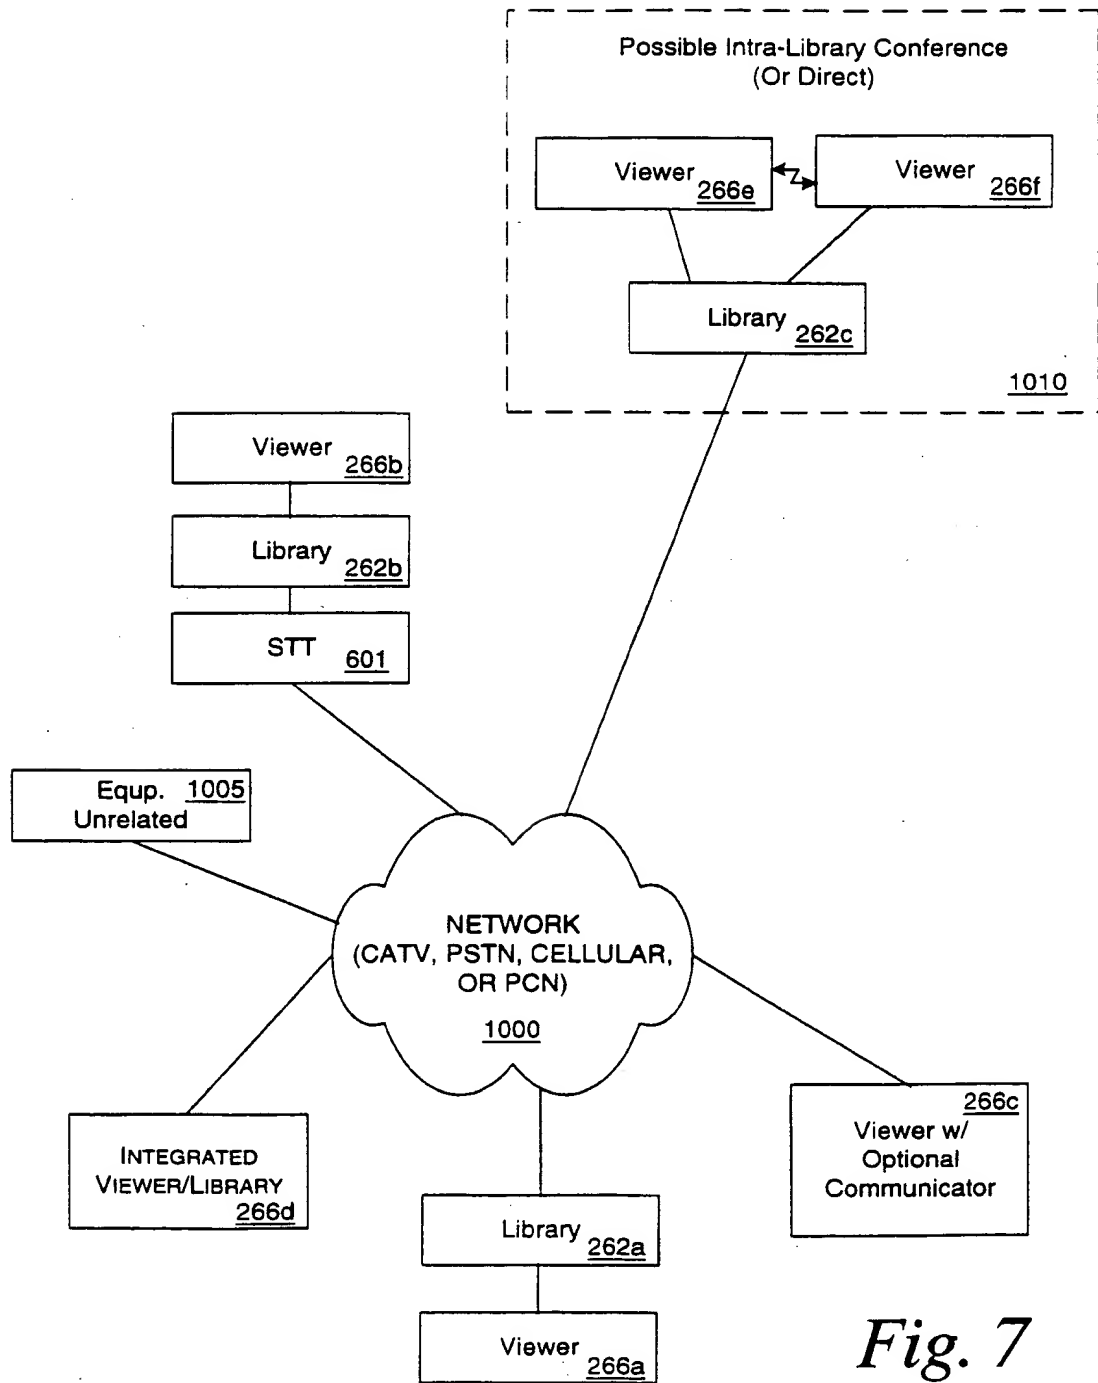 Possible Intra-Library Conference
(Or Direct)
Viewer
266e
Viewer
266f
Library
262c
1010
Viewer
266b
Library
262b
STT
601
Equp.
1005
Unrelated
NETWORK
(CATV, PSTN, CELLULAR,
OR PCN)
1000
INTEGRATED
VIEWER/LIBRARY
266d
266c
Viewer w/
Optional
Communicator
Library
262a
Viewer
266a
Fig. 7